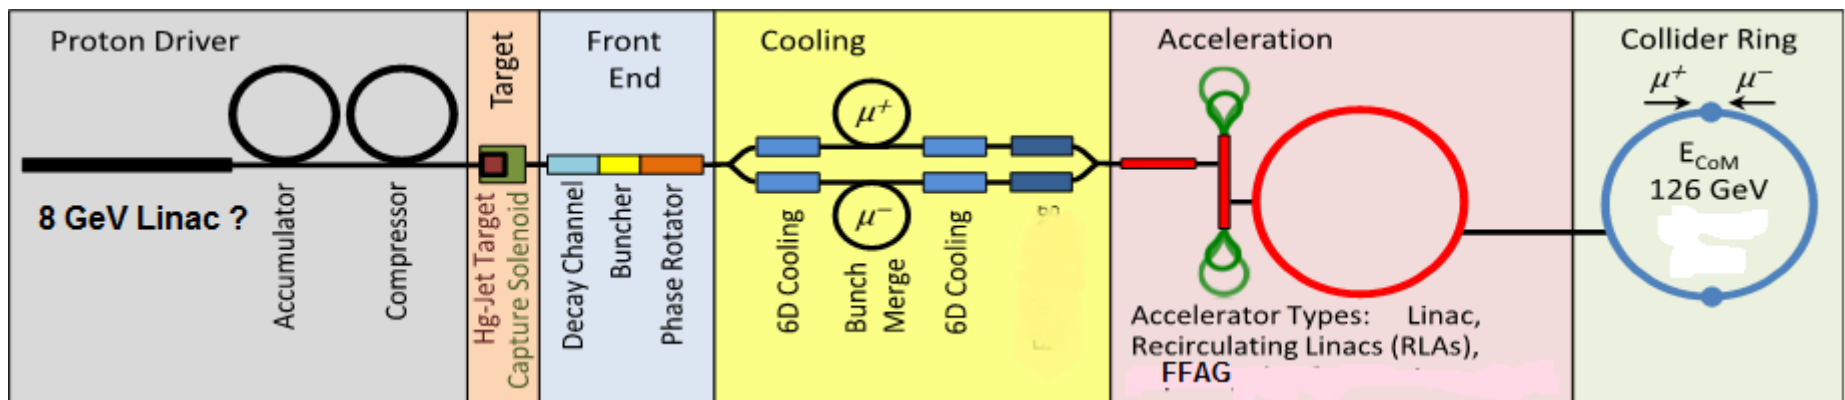 Proton Driver
8 GeV Linac ?
Accumulator
Compressor
Target
Hg-Jet Target
Capture Solenoid
Front
End
Decay Channel
Buncher
Phase Rotator
Cooling
μ+
μ−
6D Cooling
Bunch
Merge
6D Cooling
Acceleration
Accelerator Types: Linac,
Recirculating Linacs (RLAs),
FFAG
Collider Ring
μ+ μ−
ECoM
126 GeV